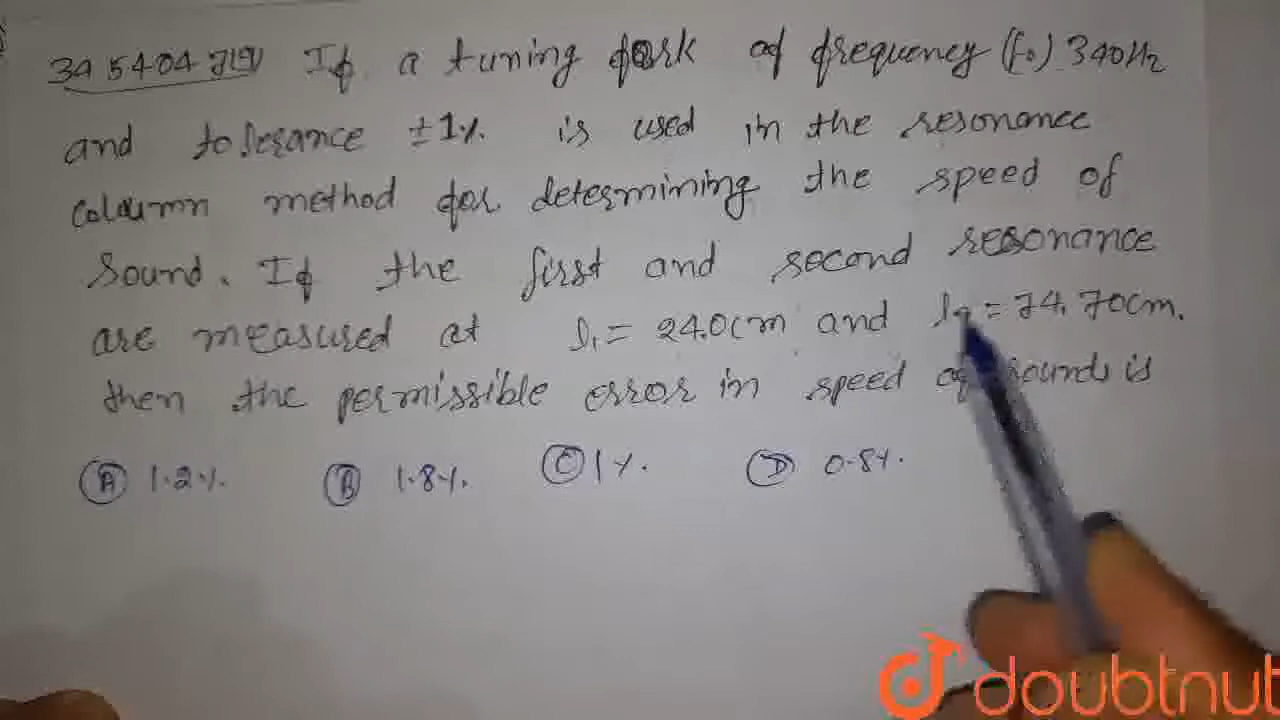 345404719 If a tuning fork of frequency (f₀) 340Hz
and tolerance ±1% is used in the resonance
column method for determining the speed of
sound. If the first and second resonance
are measured at l₁ = 24.0cm and l₂ = 74.70cm.
then the permissible error in speed of sound is
(A) 1.2% (B) 1.8% (C) 1% (D) 0.8%.
doubtnut